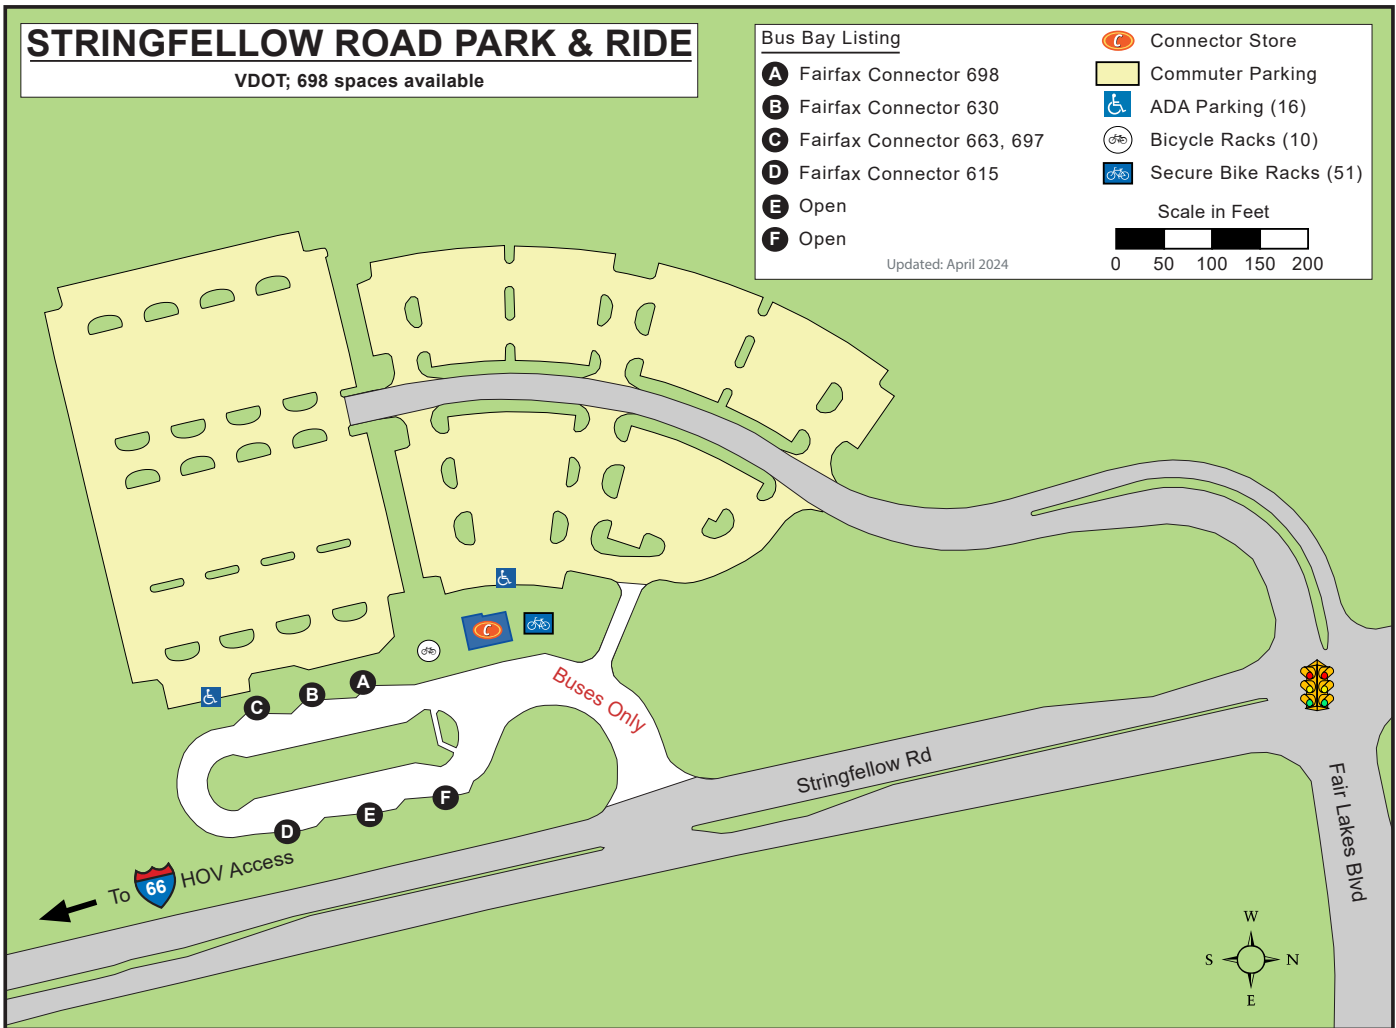 STRINGFELLOW ROAD PARK & RIDE
VDOT; 698 spaces available
Bus Bay Listing
A Fairfax Connector 698
B Fairfax Connector 630
C Fairfax Connector 663, 697
D Fairfax Connector 615
E Open
F Open
Updated: April 2024
C Connector Store
Commuter Parking
ADA Parking (16)
Bicycle Racks (10)
Secure Bike Racks (51)
Scale in Feet
0 50 100 150 200
C
A
B
C
Buses Only
F
E
D
Stringfellow Rd
Fair Lakes Blvd
To 66 HOV Access
W
S N
E